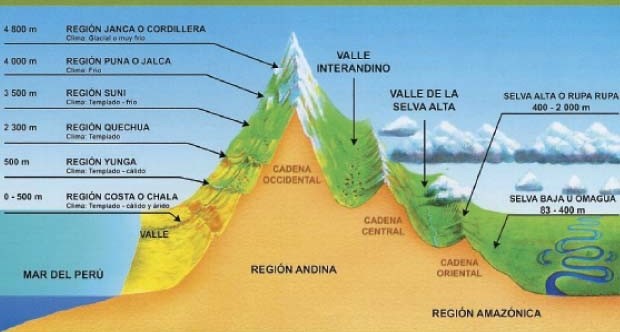 4 800 m REGIÓN JANCA O CORDILLERA
Clima: Glacial o muy frío
4 000 m REGIÓN PUNA O JALCA
Clima: Frío
3 500 m REGIÓN SUNI
Clima: Templado - frío
2 300 m REGIÓN QUECHUA
Clima: Templado
500 m REGIÓN YUNGA
Clima: Templado - cálido
0 - 500 m REGIÓN COSTA O CHALA
Clima: Templado - cálido y árido
VALLE
MAR DEL PERÚ
CADENA
OCCIDENTAL
REGIÓN ANDINA
VALLE
INTERANDINO
CADENA
CENTRAL
VALLE DE LA
SELVA ALTA
CADENA
ORIENTAL
SELVA ALTA O RUPA RUPA
400 - 2 000 m
SELVA BAJA U OMAGUA
83 - 400 m
REGIÓN AMAZÓNICA